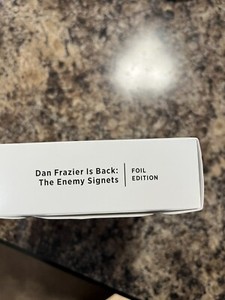 Dan Frazier Is Back:
The Enemy Signets
FOIL
EDITION